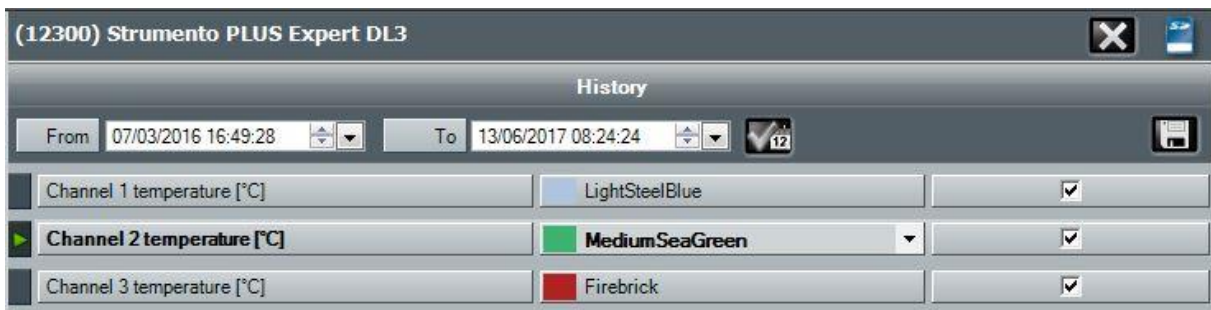 (12300) Strumento PLUS Expert DL3
History
From 07/03/2016 16:49:28 To 13/06/2017 08:24:24 12
Channel 1 temperature [°C] LightSteelBlue
Channel 2 temperature [°C] MediumSeaGreen
Channel 3 temperature [°C] Firebrick